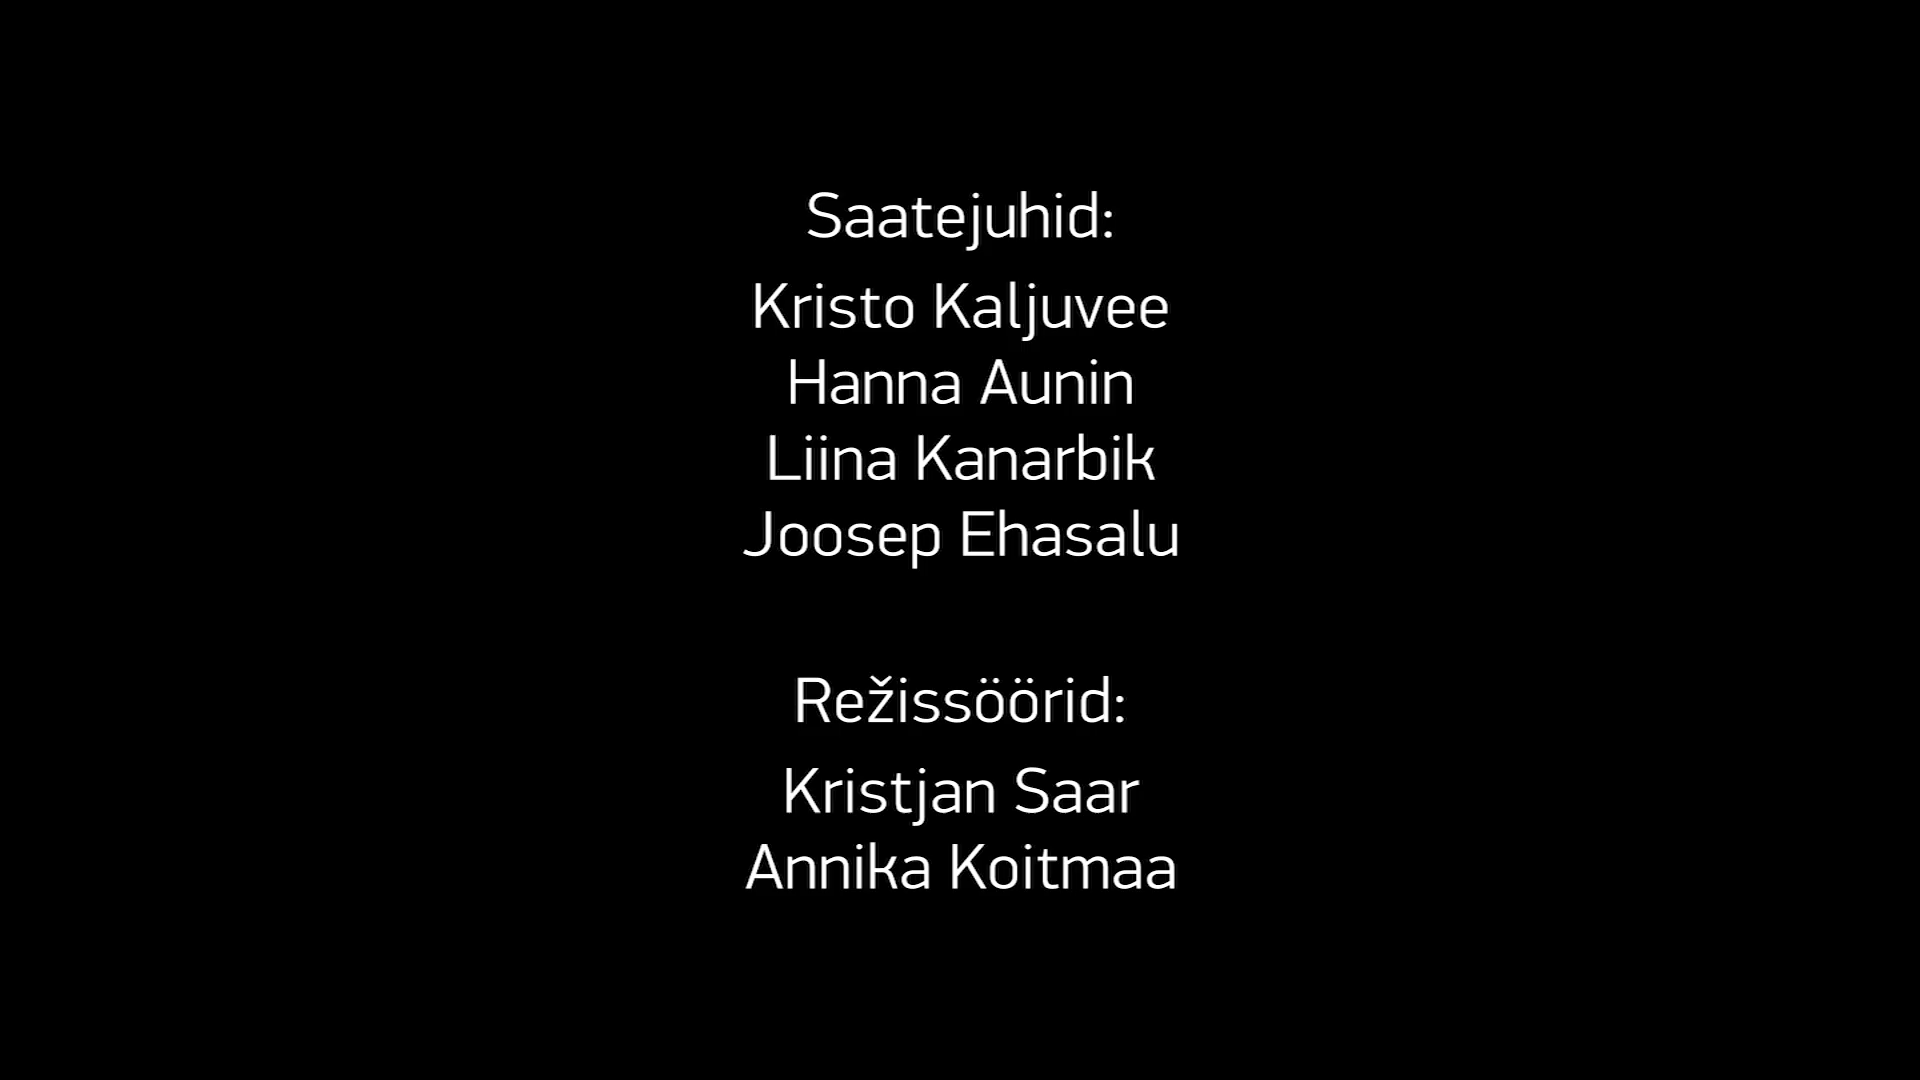 Saatejuhid:
Kristo Kaljuvee
Hanna Aunin
Liina Kanarbik
Joosep Ehasalu
Režissöörid:
Kristjan Saar
Annika Koitmaa